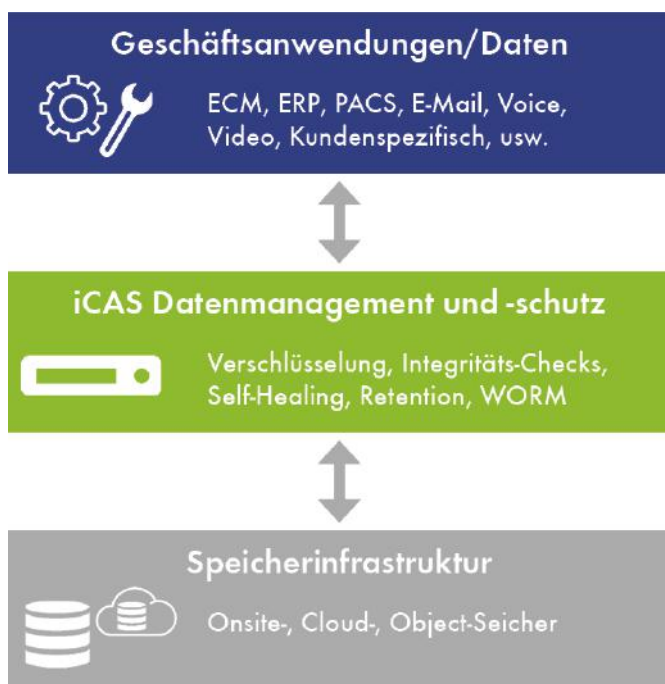 Geschäftsanwendungen/Daten
ECM, ERP, PACS, E-Mail, Voice,
Video, Kundenspezifisch, usw.
iCAS Datenmanagement und -schutz
Verschlüsselung, Integritäts-Checks,
Self-Healing, Retention, WORM
Speicherinfrastruktur
Onsite-, Cloud-, Object-Seicher